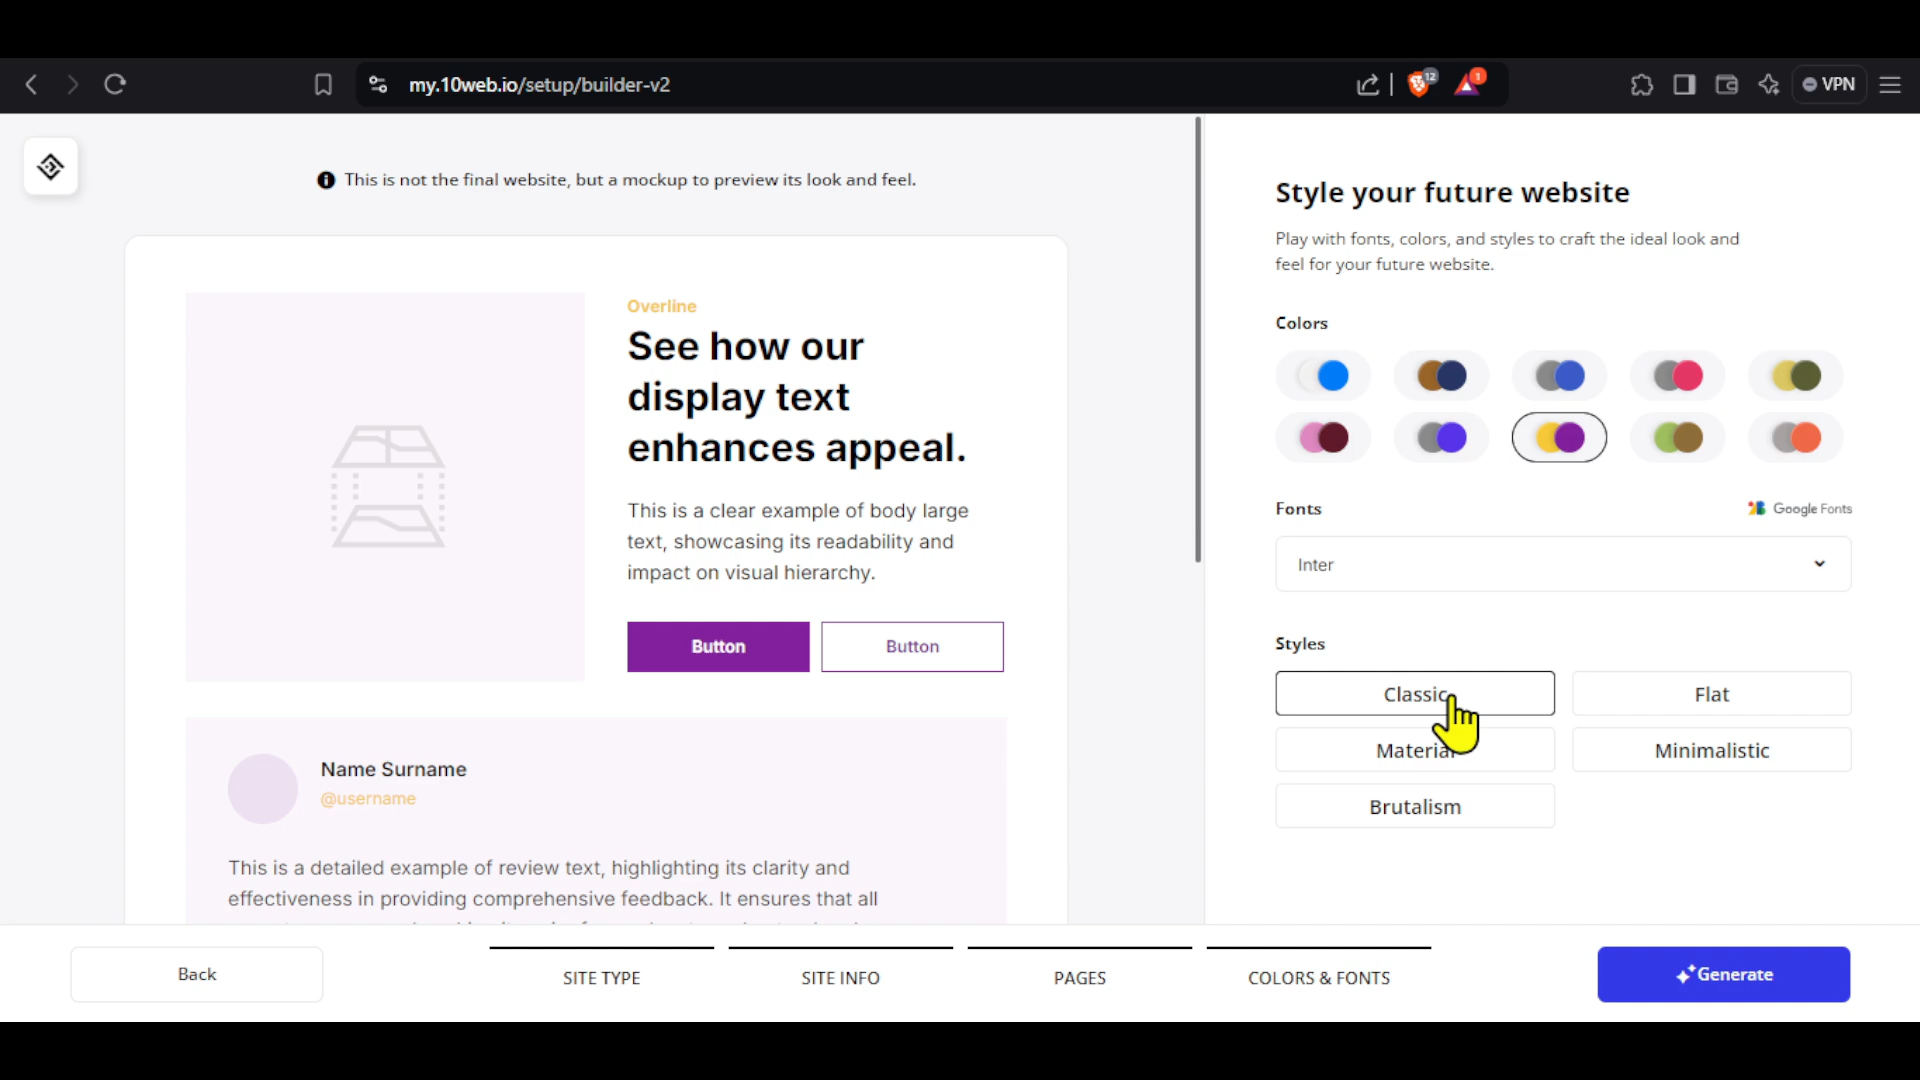 my.10web.io/setup/builder-v2
12
1
VPN
This is not the final website, but a mockup to preview its look and feel.
Overline
See how our
display text
enhances appeal.
This is a clear example of body large
text, showcasing its readability and
impact on visual hierarchy.
Button
Button
Name Surname
@username
This is a detailed example of review text, highlighting its clarity and
effectiveness in providing comprehensive feedback. It ensures that all
Style your future website
Play with fonts, colors, and styles to craft the ideal look and
feel for your future website.
Colors
Fonts
Google Fonts
Inter
Styles
Classic
Flat
Material
Minimalistic
Brutalism
Back
SITE TYPE
SITE INFO
PAGES
COLORS & FONTS
Generate